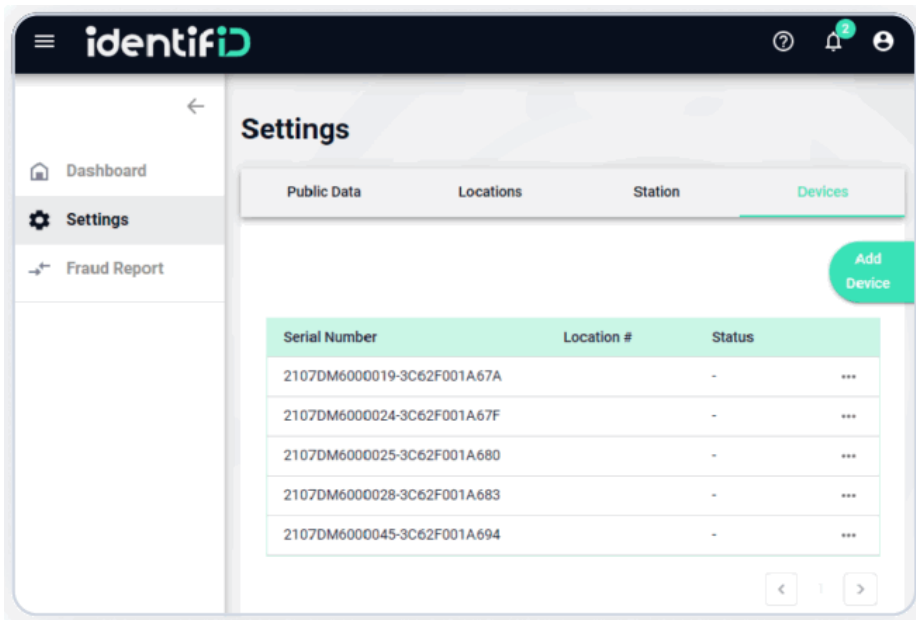 identifiD
2
Settings
Dashboard
Settings
Fraud Report
Public Data Locations Station Devices
Add
Device
Serial Number Location # Status
2107DM6000019-3C62F001A67A -
2107DM6000024-3C62F001A67F -
2107DM6000025-3C62F001A680 -
2107DM6000028-3C62F001A683 -
2107DM6000045-3C62F001A694 -
1